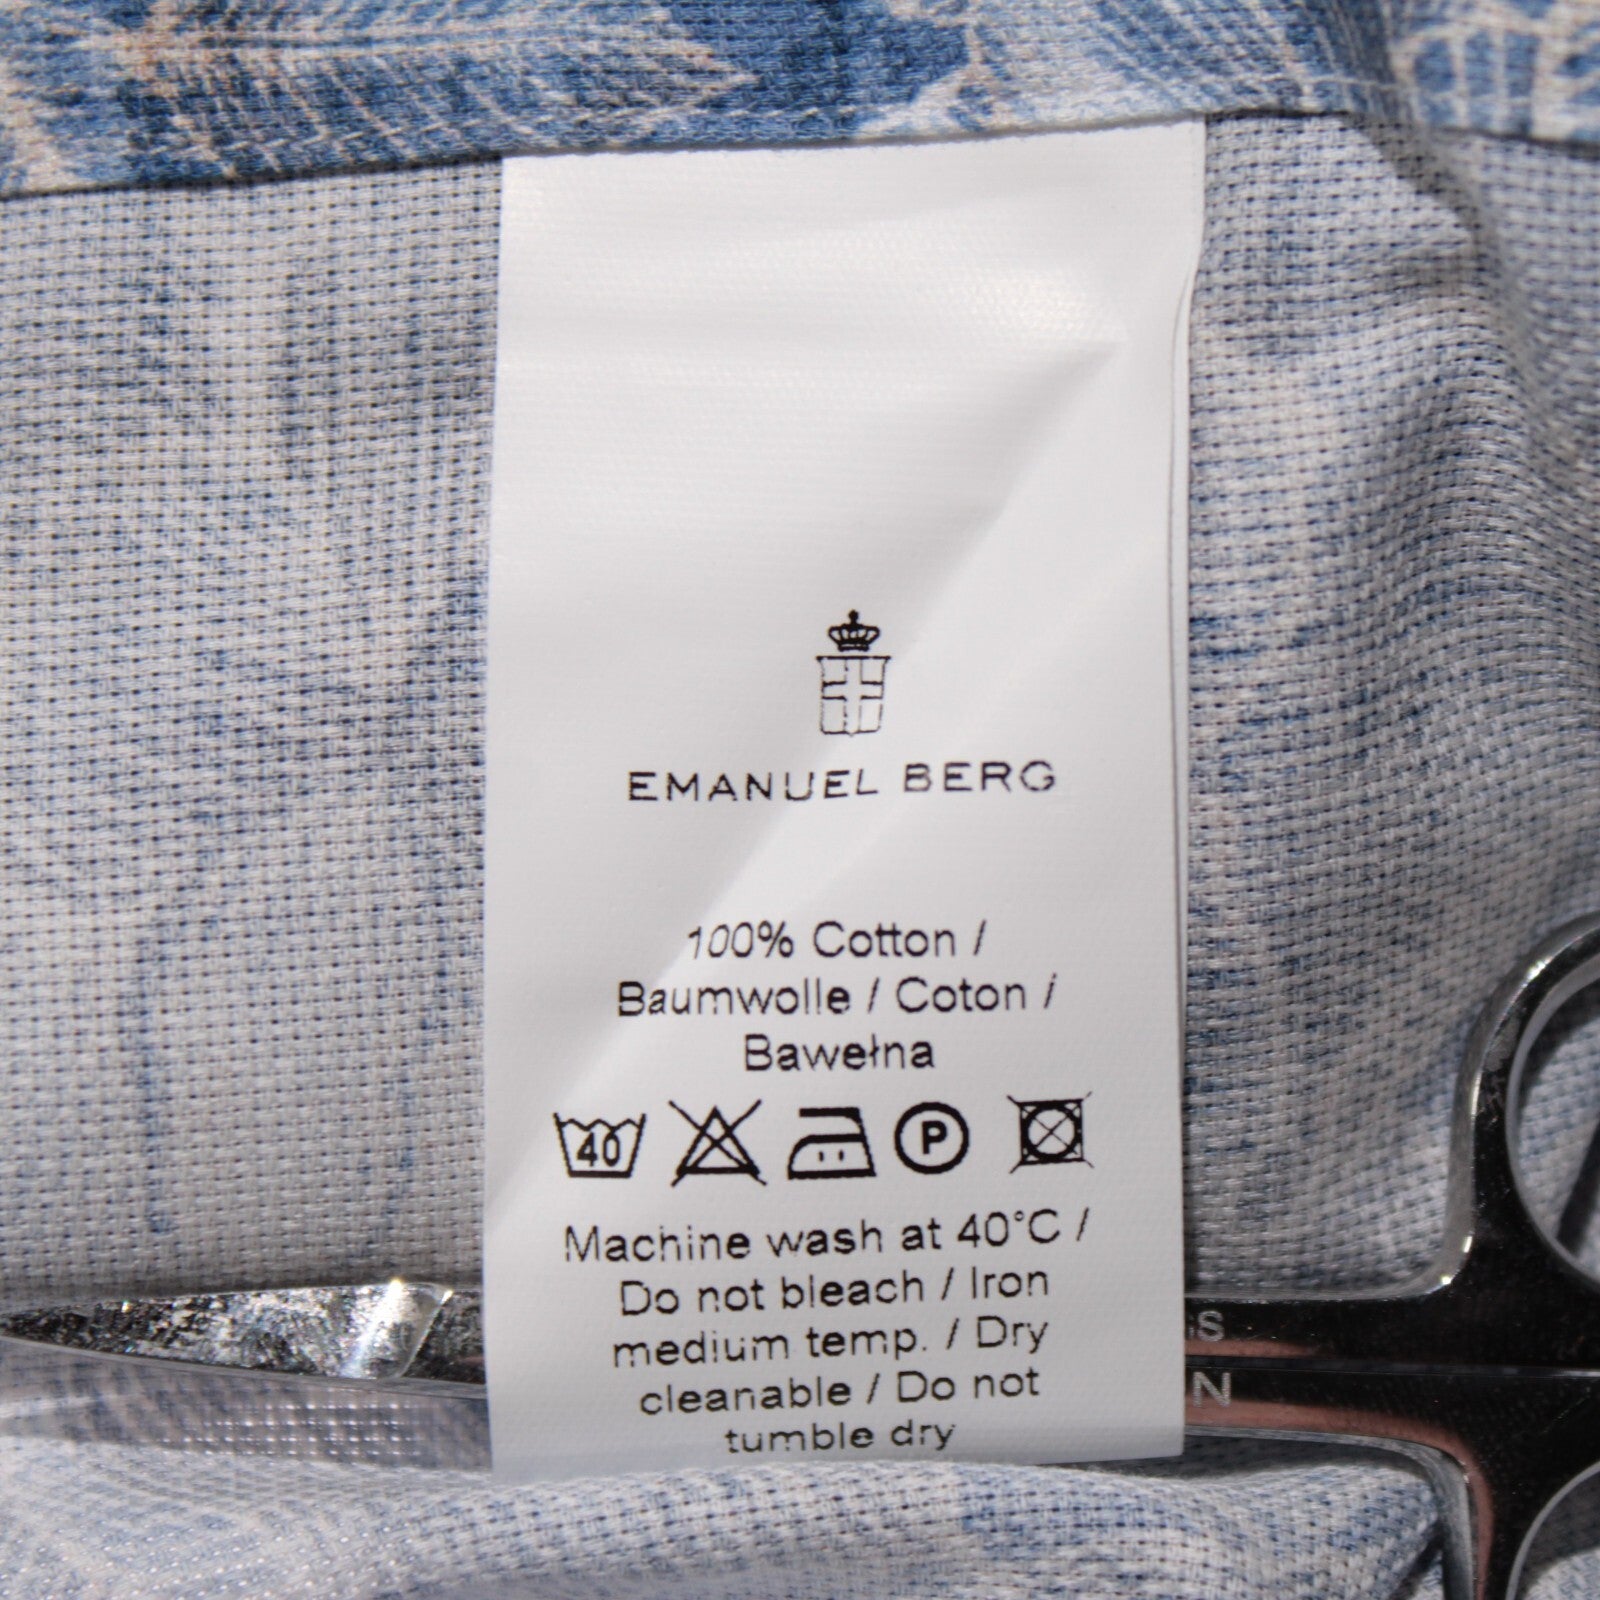 EMANUEL BERG
100% Cotton /
Baumwolle / Coton /
Bawełna
40 P
Machine wash at 40°C /
Do not bleach / Iron
medium temp. / Dry
cleanable / Do not
tumble dry
S
N